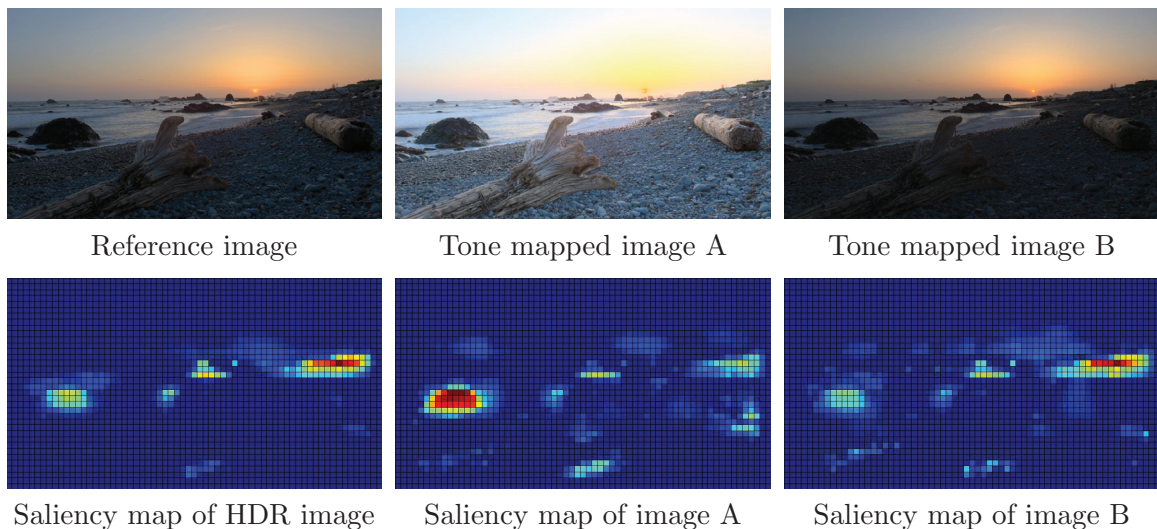 Reference image
Tone mapped image A
Tone mapped image B
Saliency map of HDR image
Saliency map of image A
Saliency map of image B